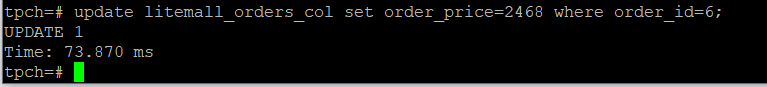 tpch=# update litemall_orders_col set order_price=2468 where order_id=6;
UPDATE 1
Time: 73.870 ms
tpch=#